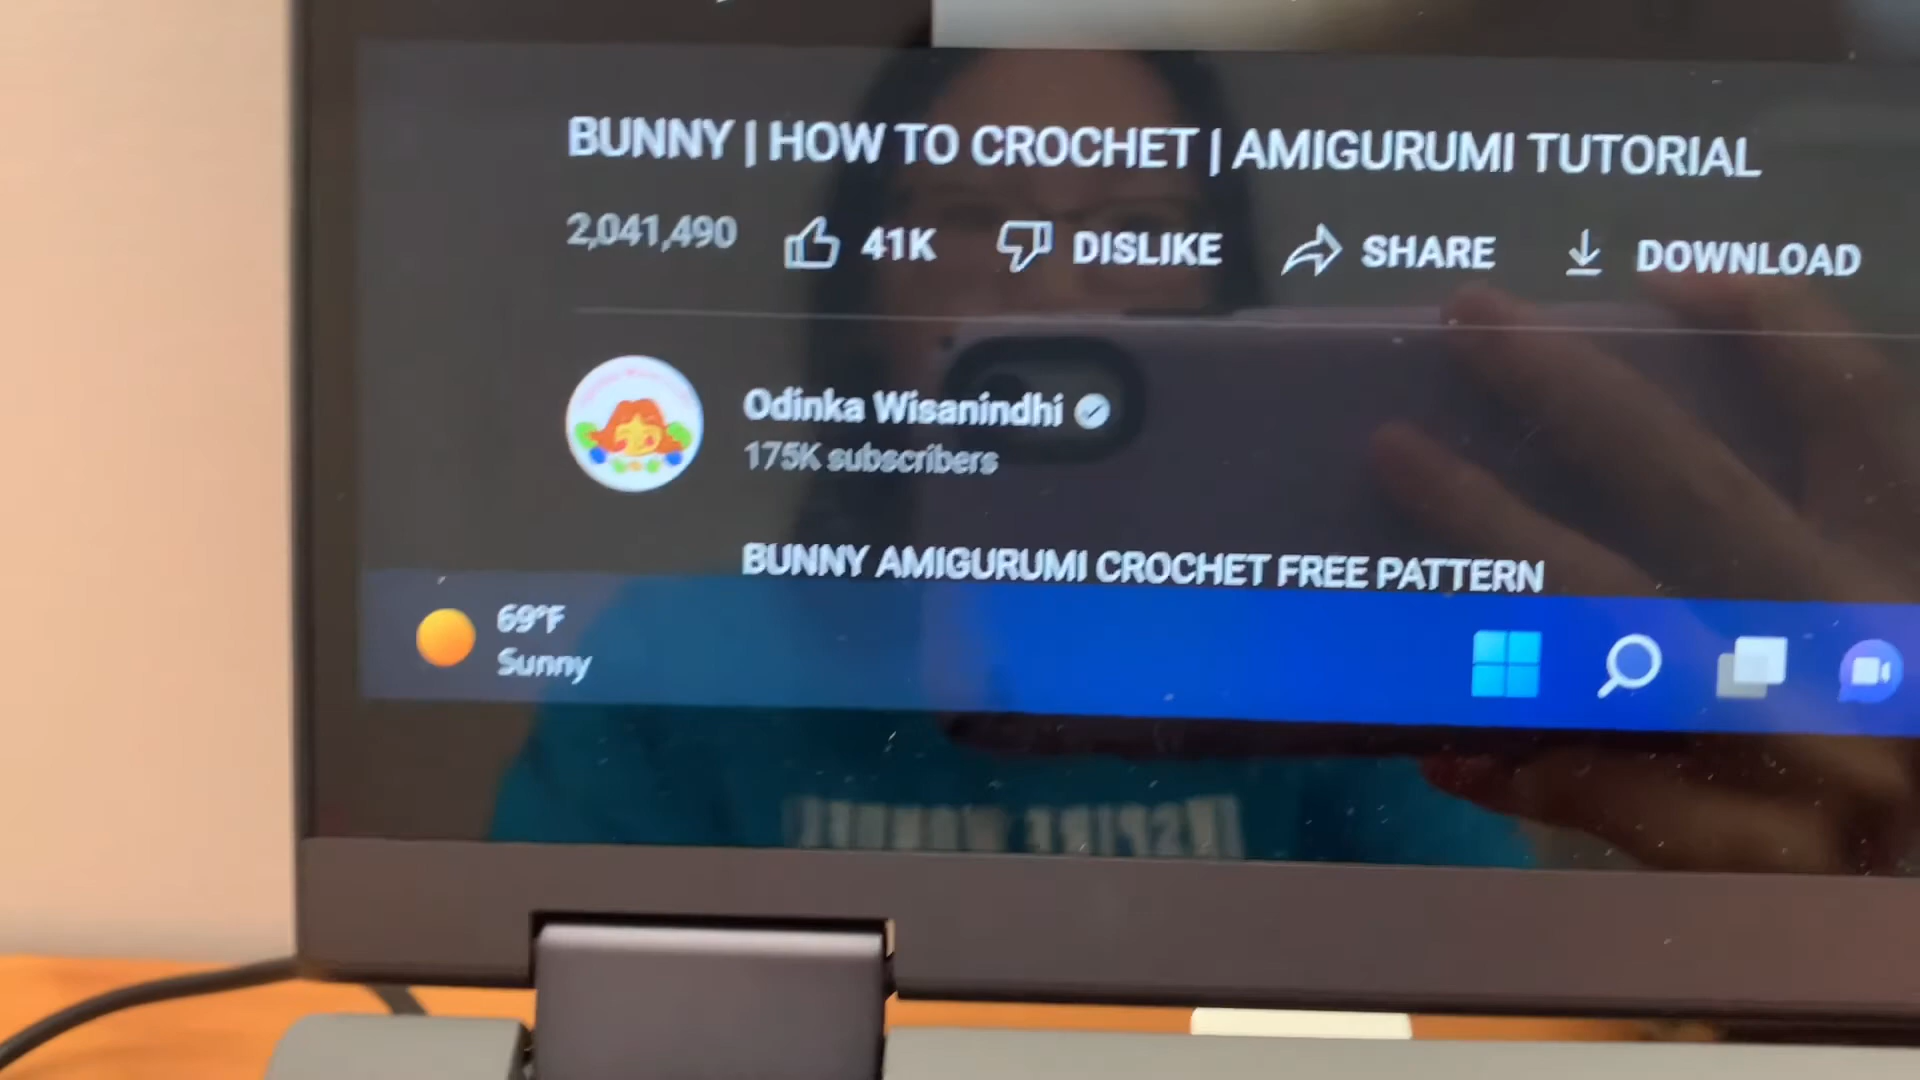 BUNNY | HOW TO CROCHET | AMIGURUMI TUTORIAL
2,041,490 41K DISLIKE SHARE DOWNLOAD
Odinka Wisanindhi
175K subscribers
BUNNY AMIGURUMI CROCHET FREE PATTERN
69°F
Sunny